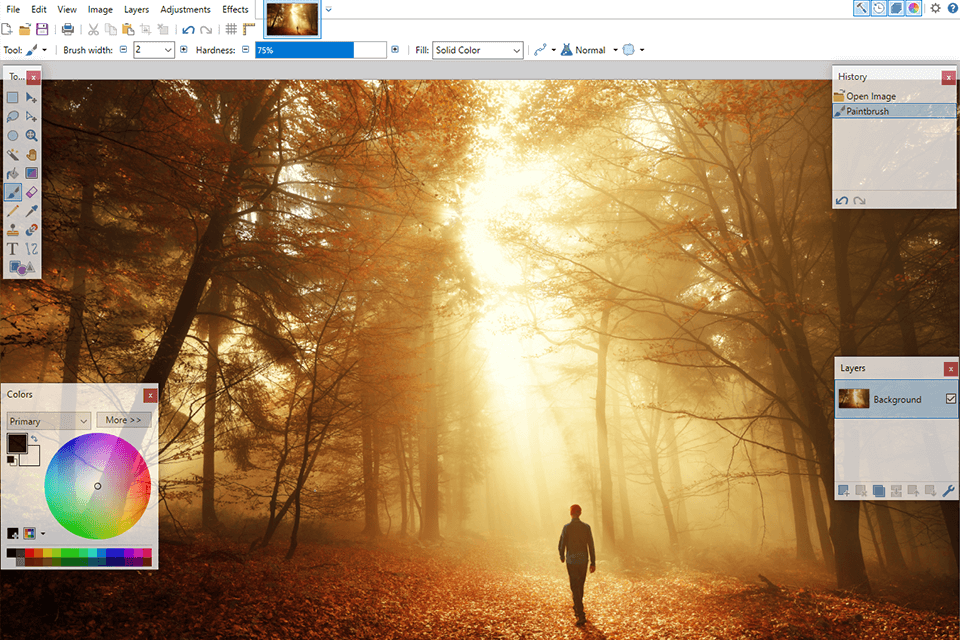 File Edit View Image Layers Adjustments Effects
Tool: Brush width: 2 Hardness: 75% Fill: Solid Color Normal
To... x
T
History x
Open Image
Paintbrush
Layers x
Background
Colors x
Primary More >>